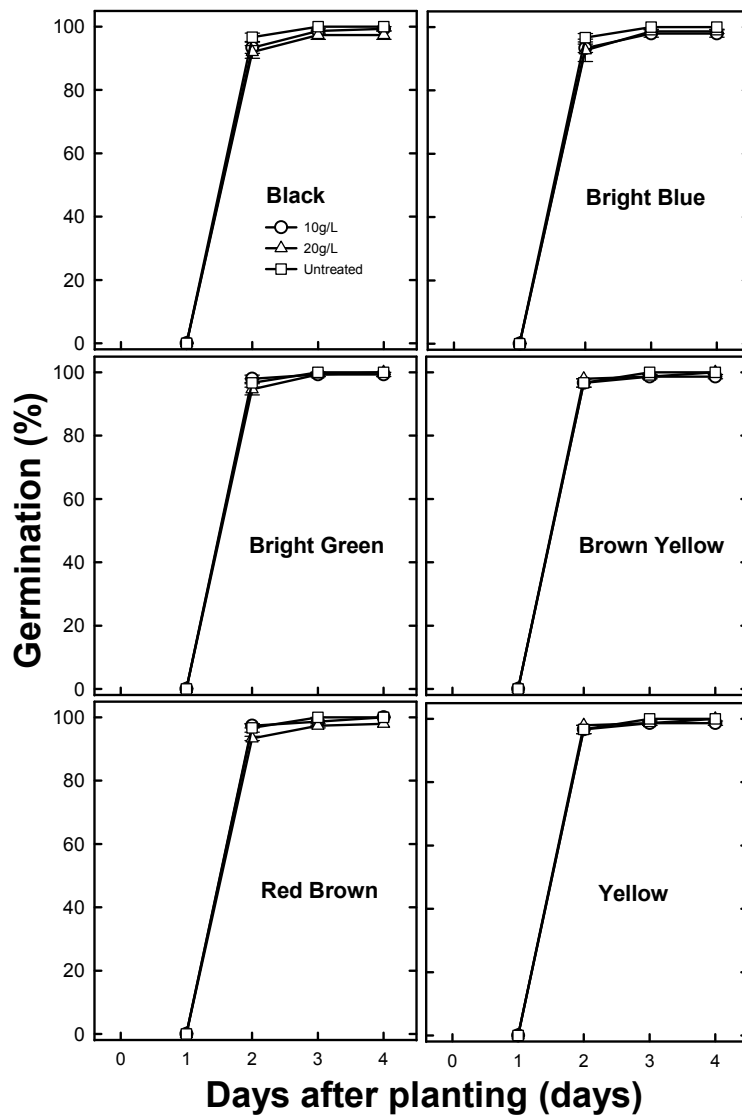 100
80
60
40
20
0
Black
10g/L
20g/L
Untreated
Bright Blue
100
80
60
40
20
0
Bright Green
Brown Yellow
100
80
60
40
20
0
Red Brown
Yellow
0 1 2 3 4
0 1 2 3 4
Germination (%)
Days after planting (days)